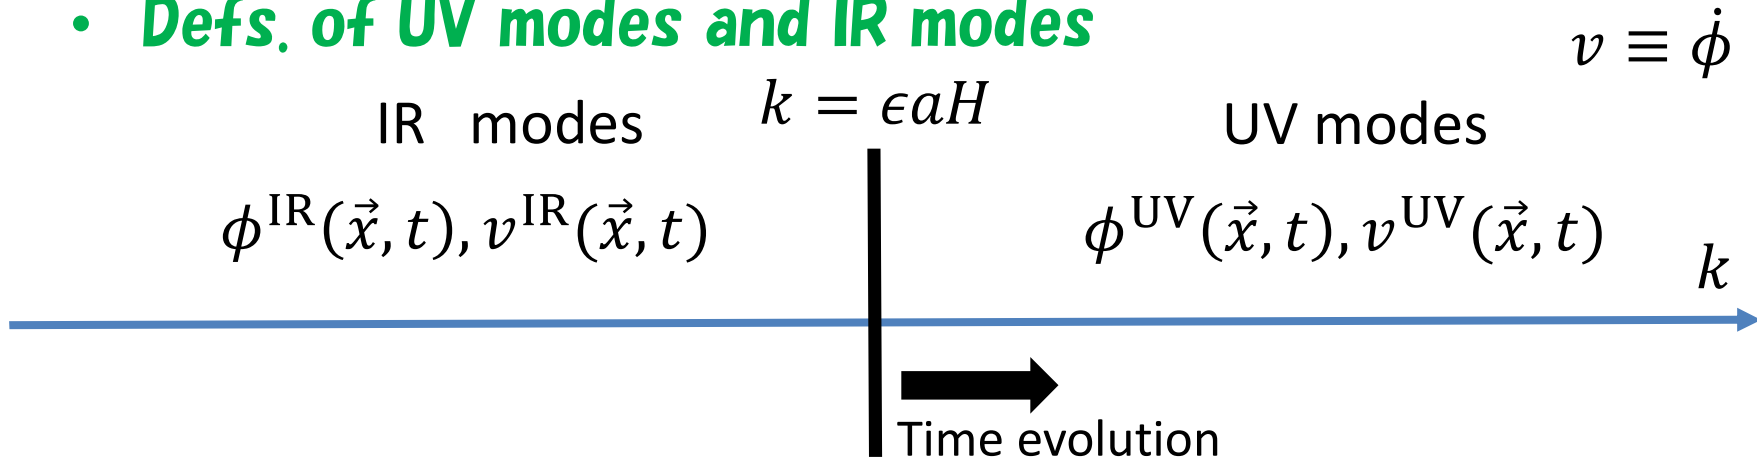 • Defs. of UV modes and IR modes
v ≡ ϕ̇
IR modes
k = ϵaH
UV modes
ϕ^IR(x⃗, t), v^IR(x⃗, t)
ϕ^UV(x⃗, t), v^UV(x⃗, t)
k
Time evolution